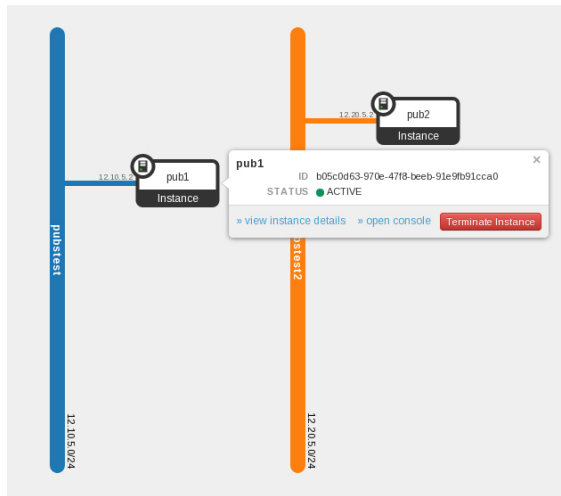 12.20.5.2
pub2
Instance
12.10.5.2
pub1
Instance
pub1
×
ID b05c0d63-970e-47f8-beeb-91e9fb91cca0
STATUS ACTIVE
» view instance details » open console Terminate Instance
pubstest
ostest2
12.10.5.0/24
12.20.5.0/24